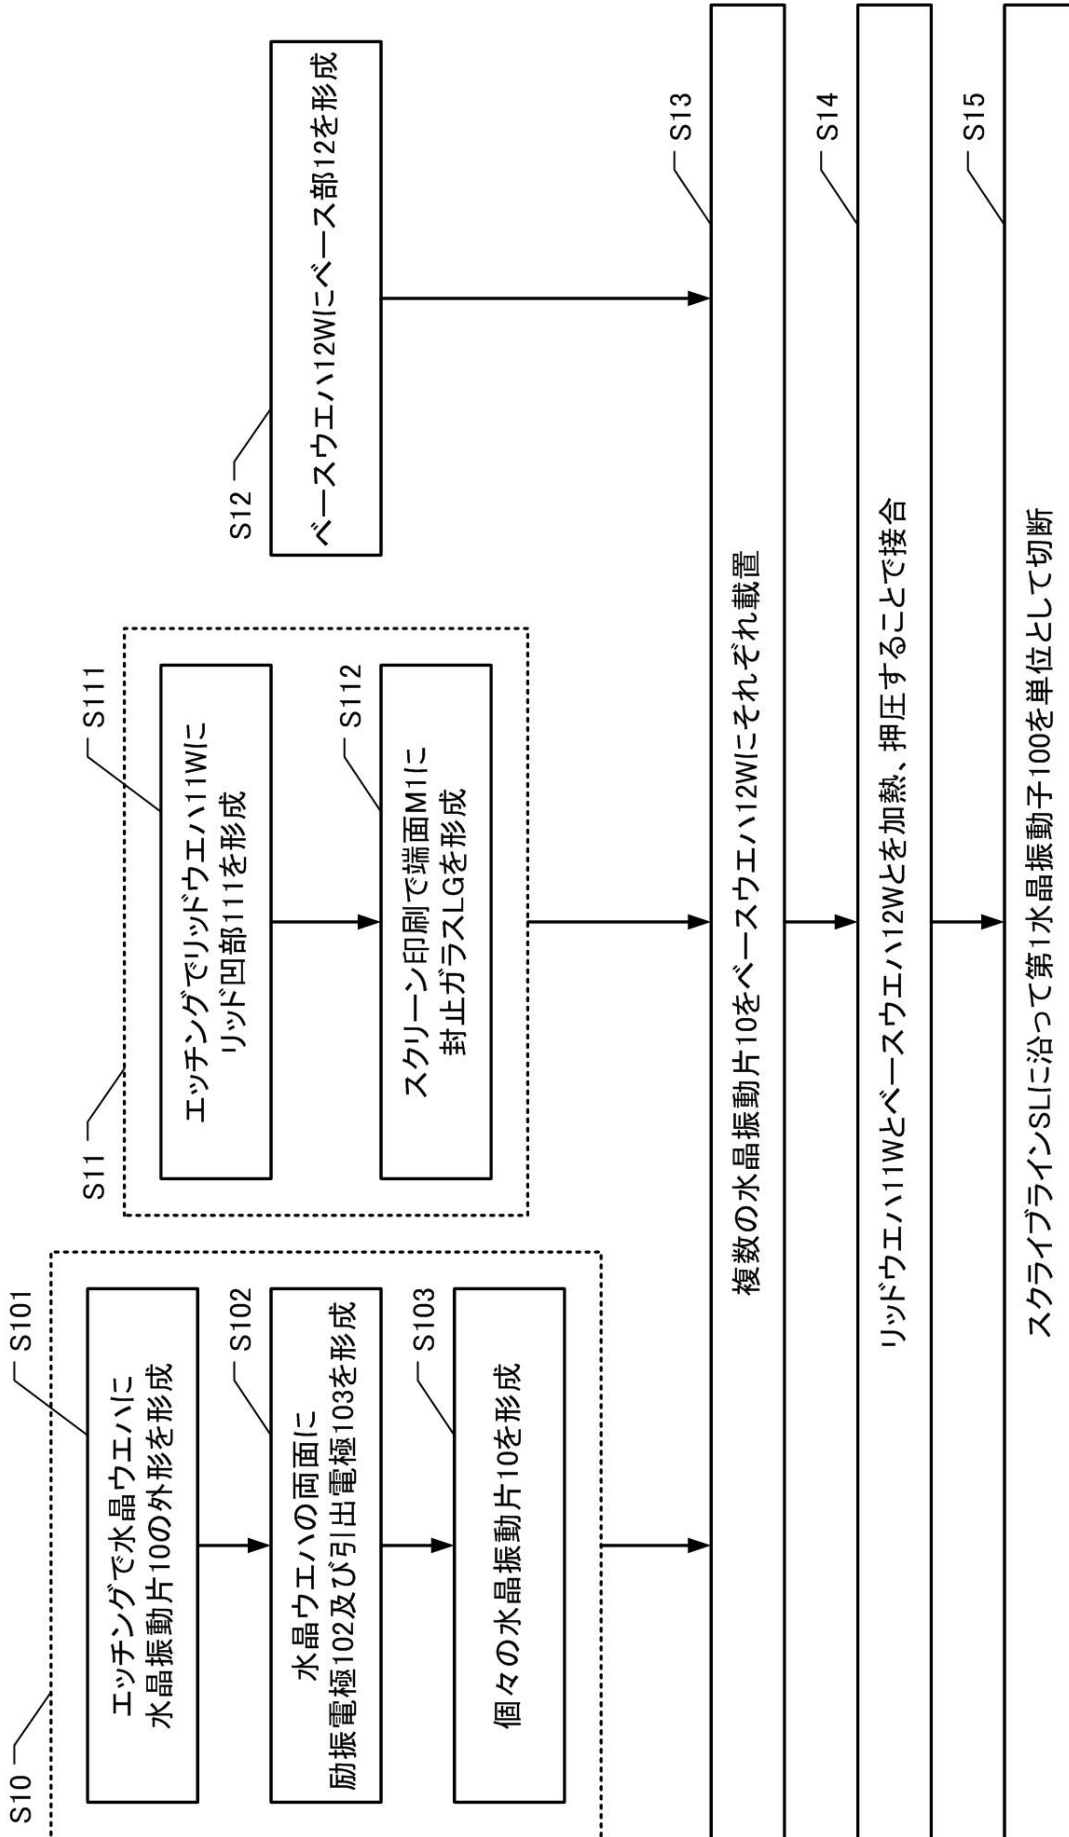 S10
S101
エッチングで水晶ウエハに
水晶振動片10の外形を形成
S102
水晶ウエハの両面に
励振電極102及び引出電極103を形成
S103
個々の水晶振動片10を形成
S11
S111
エッチングでリッドウエハ11Wに
リッド凹部111を形成
S112
スクリーン印刷で端面M1に
封止ガラスLGを形成
S12
ベースウエハ12Wにベース部12を形成
S13
複数の水晶振動片10をベースウエハ12Wにそれぞれ載置
S14
リッドウエハ11Wとベースウエハ12Wとを加熱、押圧することで接合
S15
スクライブラインSLに沿って第1水晶振動子100を単位として切断